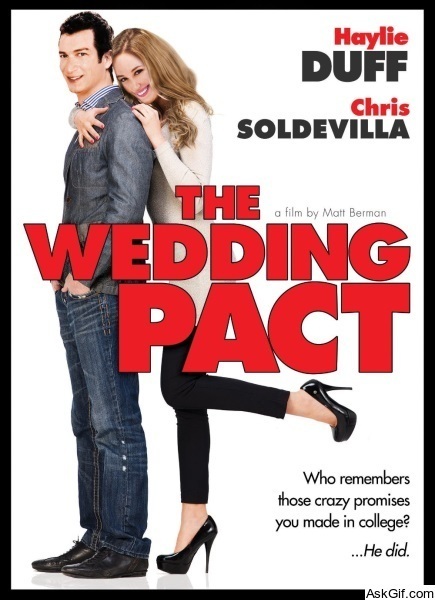 Haylie
DUFF
Chris
SOLDEVILLA
THE
a film by Matt Berman
WEDDING
PACT
Who remembers
those crazy promises
you made in college?
...He did.
AskGif.com